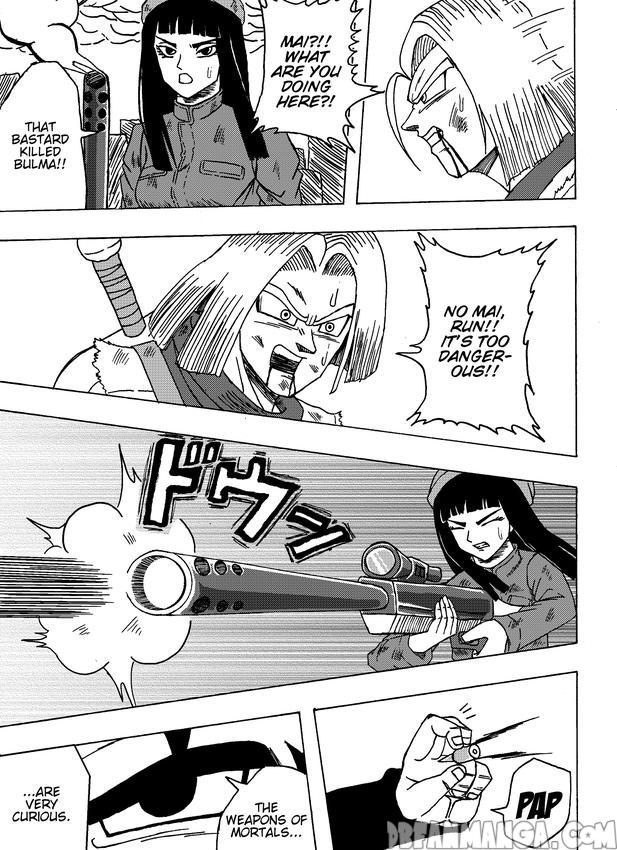 MAI?!!
WHAT
ARE YOU
DOING
HERE?!
THAT
BASTARD
KILLED
BULMA!!
NO MAI,
RUN!!
IT'S TOO
DANGER-
OUS!!
ドウン
PAP
THE
WEAPONS OF
MORTALS...
...ARE
VERY
CURIOUS.
DBFANMANGA.COM